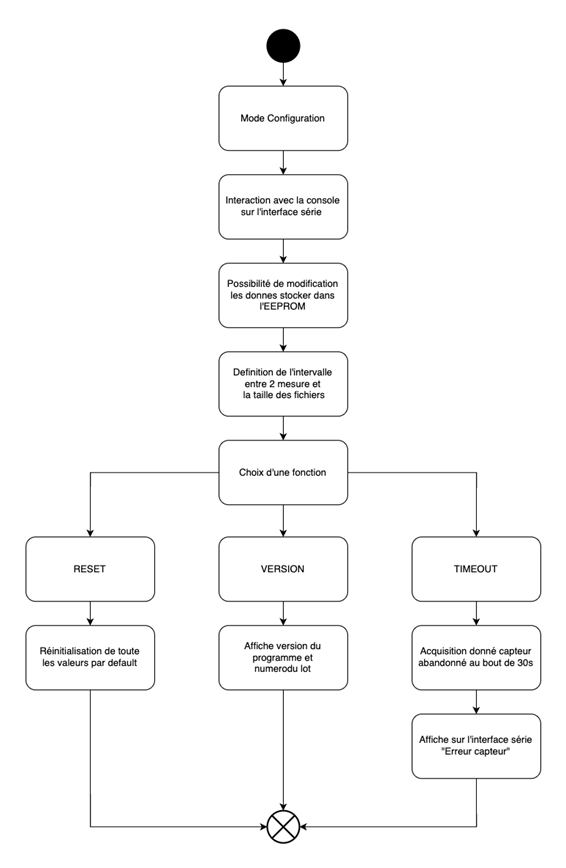 Mode Configuration
Interaction avec la console
sur l'interface série
Possibilité de modification
les donnes stocker dans
l'EEPROM
Definition de l'intervalle
entre 2 mesure et
la taille des fichiers
Choix d'une fonction
RESET
VERSION
TIMEOUT
Réinitialisation de toute
les valeurs par default
Affiche version du
programme et
numerodu lot
Acquisition donné capteur
abandonné au bout de 30s
Affiche sur l'interface série
"Erreur capteur"